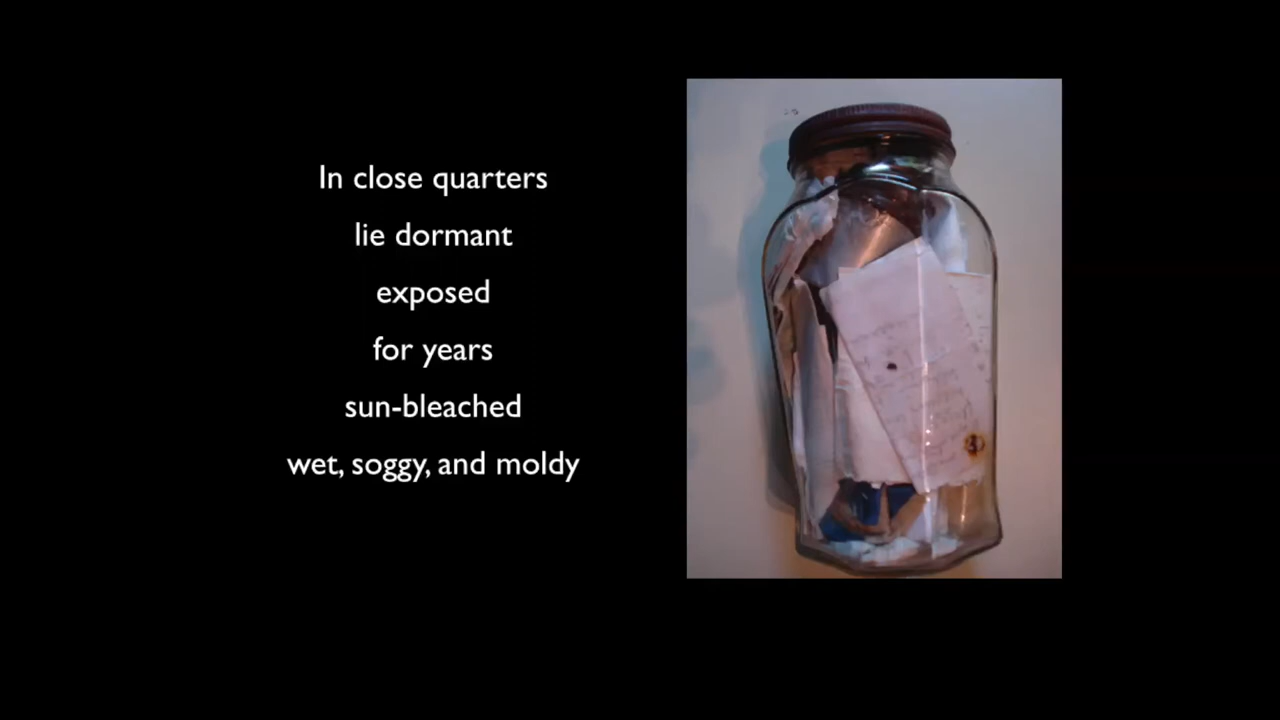 In close quarters
lie dormant
exposed
for years
sun-bleached
wet, soggy, and moldy